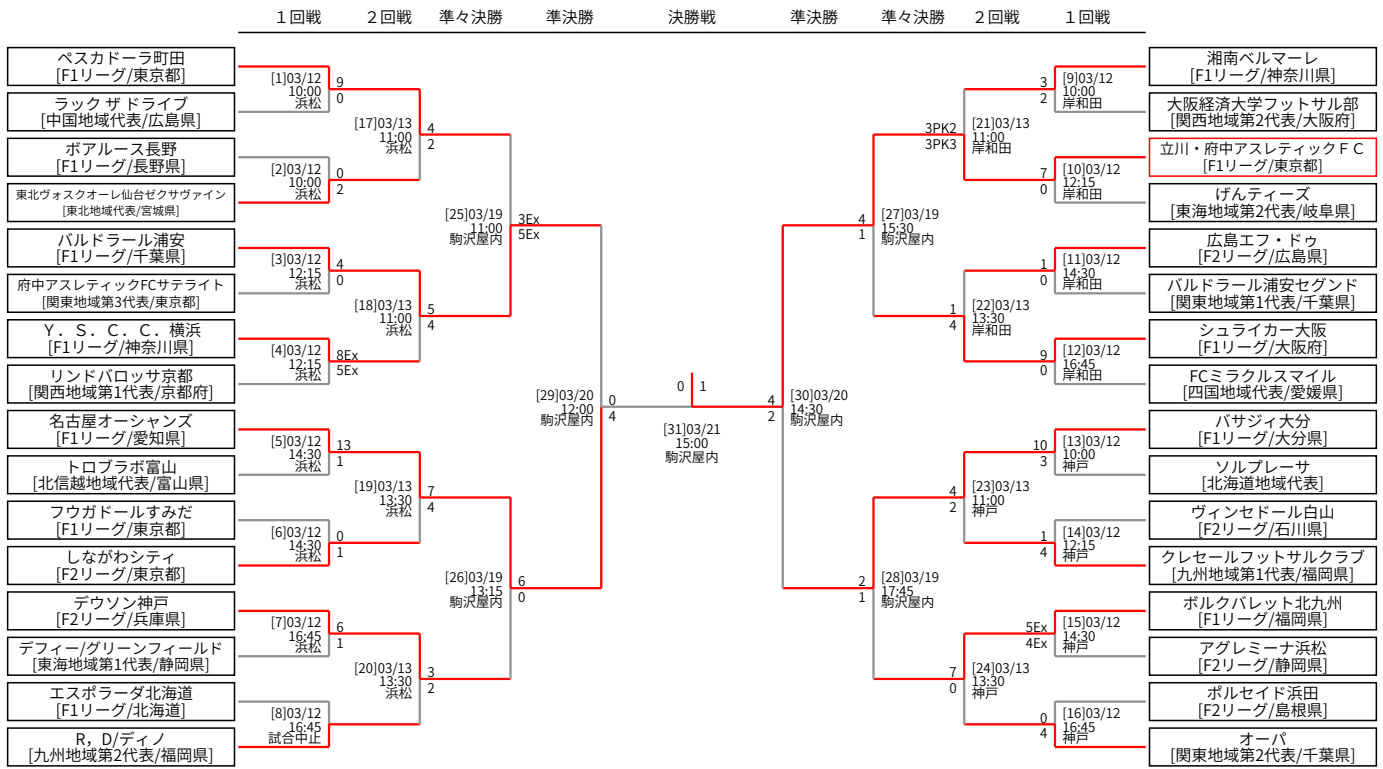 １回戦 ２回戦 準々決勝 準決勝 決勝戦 準決勝 準々決勝 ２回戦 １回戦
ペスカドーラ町田
[F1リーグ/東京都]
ラック ザ ドライブ
[中国地域代表/広島県]
ボアルース長野
[F1リーグ/長野県]
東北ヴォスクオーレ仙台ゼクサヴァイン
[東北地域代表/宮城県]
バルドラール浦安
[F1リーグ/千葉県]
府中アスレティックFCサテライト
[関東地域第3代表/東京都]
Ｙ．Ｓ．Ｃ．Ｃ．横浜
[F1リーグ/神奈川県]
リンドバロッサ京都
[関西地域第1代表/京都府]
名古屋オーシャンズ
[F1リーグ/愛知県]
トロブラボ富山
[北信越地域代表/富山県]
フウガドールすみだ
[F1リーグ/東京都]
しながわシティ
[F2リーグ/東京都]
デウソン神戸
[F2リーグ/兵庫県]
デフィー/グリーンフィールド
[東海地域第1代表/静岡県]
エスポラーダ北海道
[F1リーグ/北海道]
R，D/ディノ
[九州地域第2代表/福岡県]
[1]03/12
10:00
浜松
9
0
[2]03/12
10:00
浜松
0
2
[3]03/12
12:15
浜松
4
0
[4]03/12
12:15
浜松
8Ex
5Ex
[5]03/12
14:30
浜松
13
1
[6]03/12
14:30
浜松
0
1
[7]03/12
16:45
浜松
6
1
[8]03/12
16:45
試合中止
[17]03/13
11:00
浜松
4
2
[18]03/13
11:00
浜松
5
4
[19]03/13
13:30
浜松
7
4
[20]03/13
13:30
浜松
3
2
[25]03/19
11:00
駒沢屋内
3Ex
5Ex
[26]03/19
13:15
駒沢屋内
6
0
[29]03/20
12:00
駒沢屋内
0
4
0 1
[31]03/21
15:00
駒沢屋内
4
2
[30]03/20
14:30
駒沢屋内
4
1
[27]03/19
15:30
駒沢屋内
2
1
[28]03/19
17:45
駒沢屋内
3PK2
3PK3
[21]03/13
11:00
岸和田
1
4
[22]03/13
13:30
岸和田
4
2
[23]03/13
11:00
神戸
7
0
[24]03/13
13:30
神戸
3
2
[9]03/12
10:00
岸和田
7
0
[10]03/12
12:15
岸和田
1
0
[11]03/12
14:30
岸和田
9
0
[12]03/12
16:45
岸和田
10
3
[13]03/12
10:00
神戸
1
4
[14]03/12
12:15
神戸
5Ex
4Ex
[15]03/12
14:30
神戸
0
4
[16]03/12
16:45
神戸
湘南ベルマーレ
[F1リーグ/神奈川県]
大阪経済大学フットサル部
[関西地域第2代表/大阪府]
立川・府中アスレティックＦＣ
[F1リーグ/東京都]
げんティーズ
[東海地域第2代表/岐阜県]
広島エフ・ドゥ
[F2リーグ/広島県]
バルドラール浦安セグンド
[関東地域第1代表/千葉県]
シュライカー大阪
[F1リーグ/大阪府]
FCミラクルスマイル
[四国地域代表/愛媛県]
バサジィ大分
[F1リーグ/大分県]
ソルプレーサ
[北海道地域代表]
ヴィンセドール白山
[F2リーグ/石川県]
クレセールフットサルクラブ
[九州地域第1代表/福岡県]
ボルクバレット北九州
[F1リーグ/福岡県]
アグレミーナ浜松
[F2リーグ/静岡県]
ポルセイド浜田
[F2リーグ/島根県]
オーパ
[関東地域第2代表/千葉県]